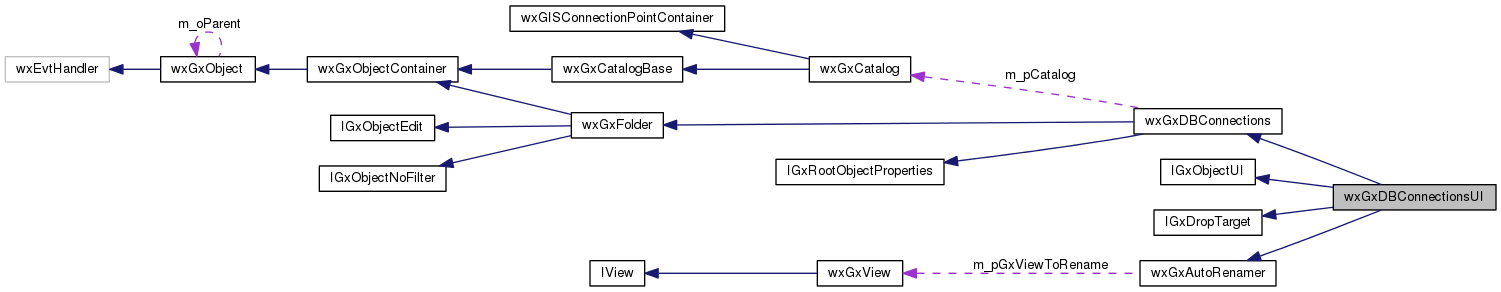 wxGISConnectionPointContainer
m_oParent
wxEvtHandler
wxGxObject
wxGxObjectContainer
wxGxCatalogBase
wxGxCatalog
m_pCatalog
IGxObjectEdit
wxGxFolder
wxGxDBConnections
IGxObjectNoFilter
IGxRootObjectProperties
IGxObjectUI
wxGxDBConnectionsUI
IGxDropTarget
IView
wxGxView
m_pGxViewToRename
wxGxAutoRenamer